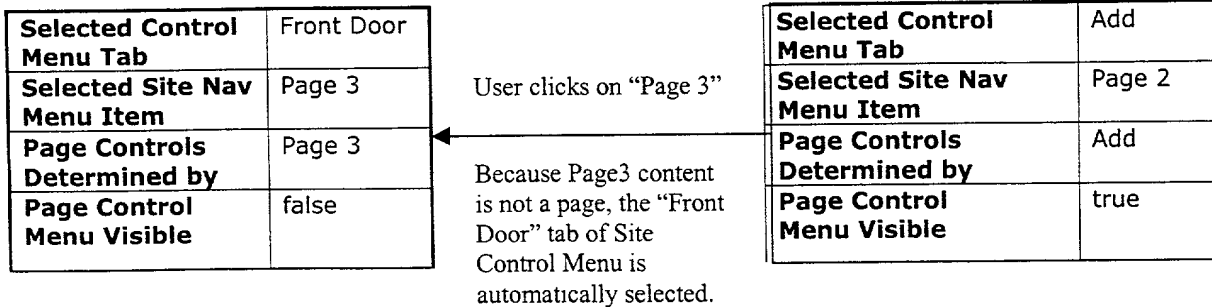 Selected Control Front Door
Menu Tab
Selected Site Nav Page 3
Menu Item
Page Controls Page 3
Determined by
Page Control false
Menu Visible
User clicks on “Page 3”
Because Page3 content
is not a page, the “Front
Door” tab of Site
Control Menu is
automatically selected.
Selected Control Add
Menu Tab
Selected Site Nav Page 2
Menu Item
Page Controls Add
Determined by
Page Control true
Menu Visible